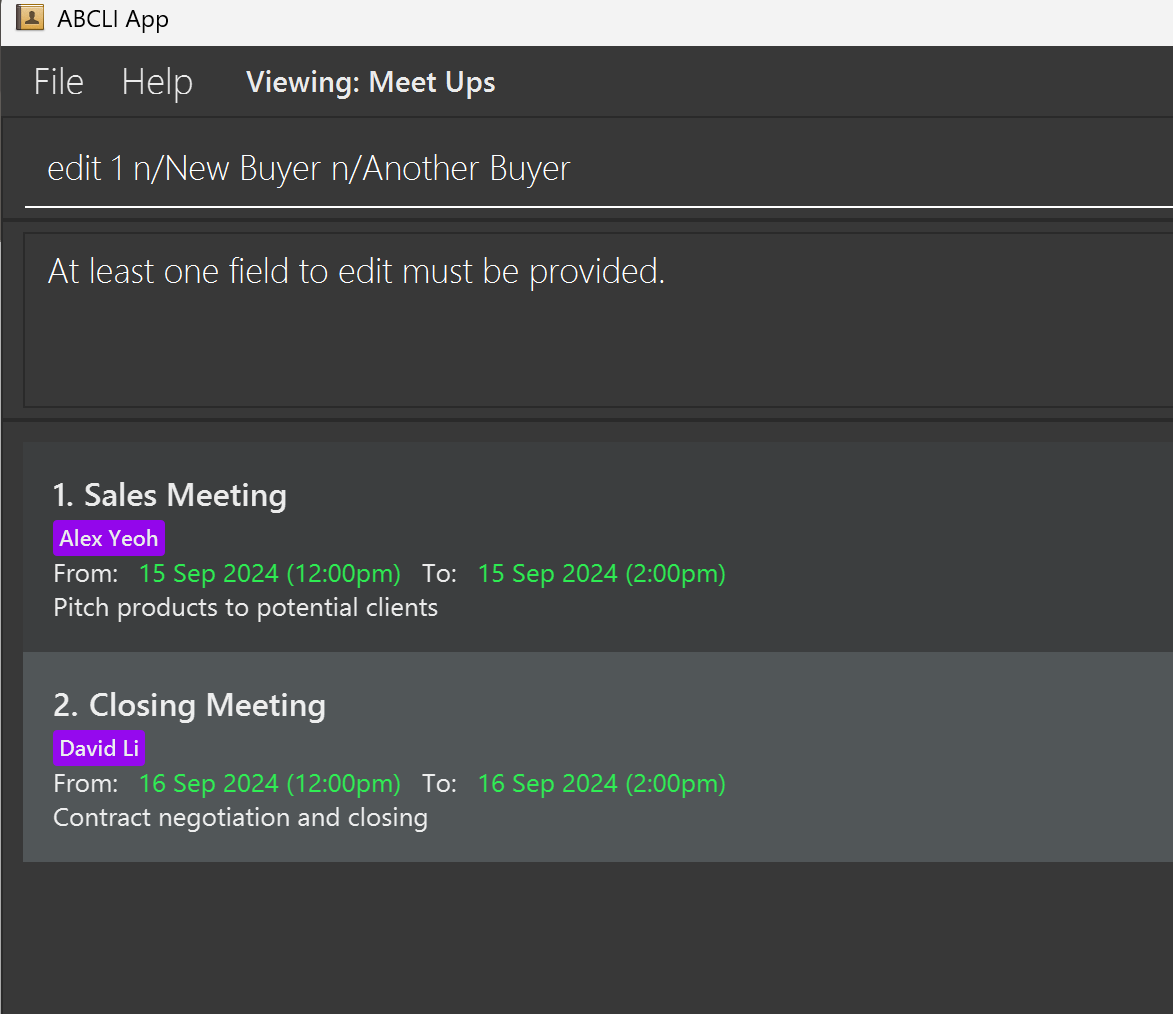 ABCLI App
File Help Viewing: Meet Ups
edit 1 n/New Buyer n/Another Buyer
At least one field to edit must be provided.
1. Sales Meeting
Alex Yeoh
From: 15 Sep 2024 (12:00pm) To: 15 Sep 2024 (2:00pm)
Pitch products to potential clients
2. Closing Meeting
David Li
From: 16 Sep 2024 (12:00pm) To: 16 Sep 2024 (2:00pm)
Contract negotiation and closing